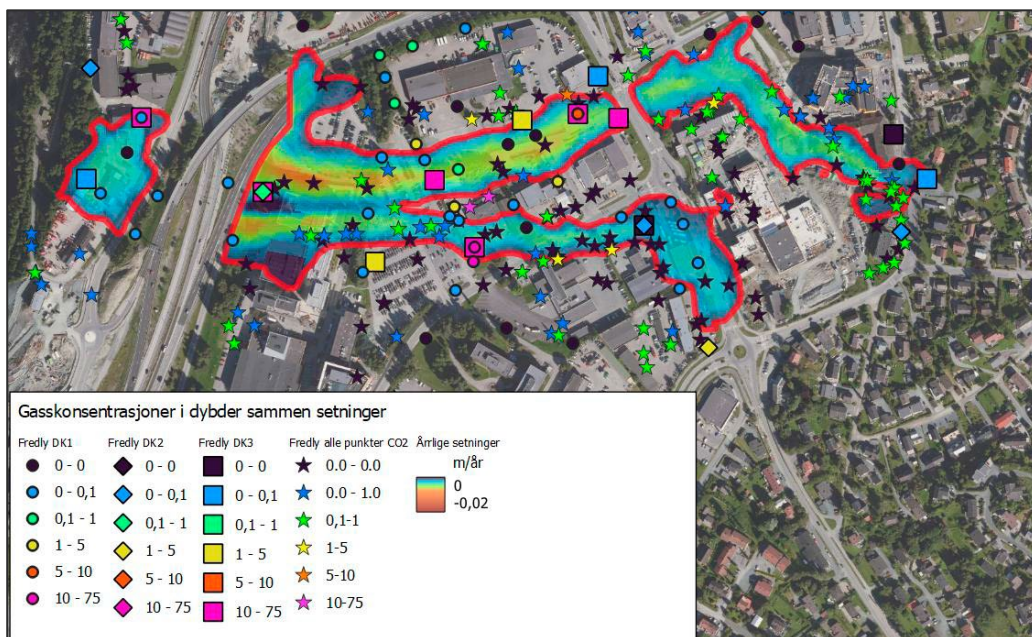 Gasskonsentrasjoner i dybder sammen setninger
Fredly DK1 Fredly DK2 Fredly DK3 Fredly alle punkter CO2 Årrlige setninger
0 - 0 0 - 0 0 - 0 0.0 - 0.0 m/år
0 - 0,1 0 - 0,1 0 - 0,1 0.0 - 1.0 0
-0,02
0,1 - 1 0,1 - 1 0,1 - 1 0,1-1
1 - 5 1 - 5 1 - 5 1-5
5 - 10 5 - 10 5 - 10 5-10
10 - 75 10 - 75 10 - 75 10-75